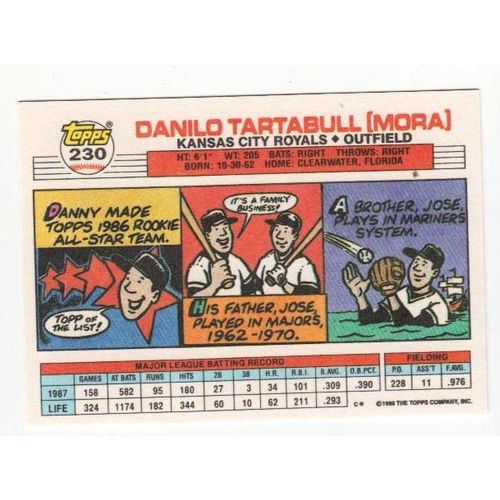 Topps®
230
DANILO TARTABULL (MORA)
KANSAS CITY ROYALS ♦ OUTFIELD
HT: 6'1" WT: 205 BATS: RIGHT THROWS: RIGHT
BORN: 10-30-62 HOME: CLEARWATER, FLORIDA
DANNY MADE
TOPPS 1986 ROOKIE
ALL-STAR TEAM.
TOPP OF
THE LIST!
IT'S A FAMILY
BUSINESS!
HIS FATHER, JOSE,
PLAYED IN MAJORS,
1962-1970.
A BROTHER, JOSE,
PLAYS IN MARINERS
SYSTEM.
MAJOR LEAGUE BATTING RECORD
GAMES AT BATS RUNS HITS 2B 3B H.R. R.B.I. B.AVG. O.B.PCT.
1987 158 582 95 180 27 3 34 101 .309 .390
LIFE 324 1174 182 344 60 10 62 211 .293
FIELDING
P.O. A F.AVG.
228 11 .976
C* ©1988 THE TOPPS COMPANY, INC.